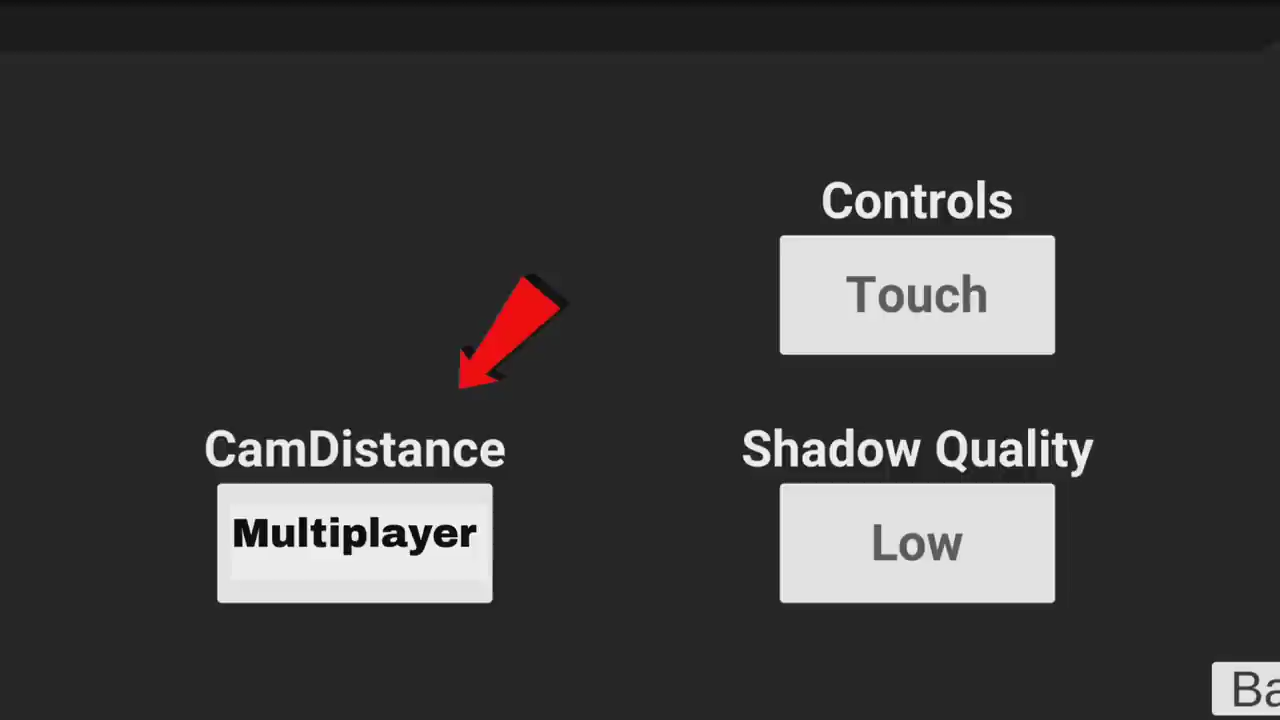 Controls
Touch
CamDistance
Multiplayer
Shadow Quality
Low